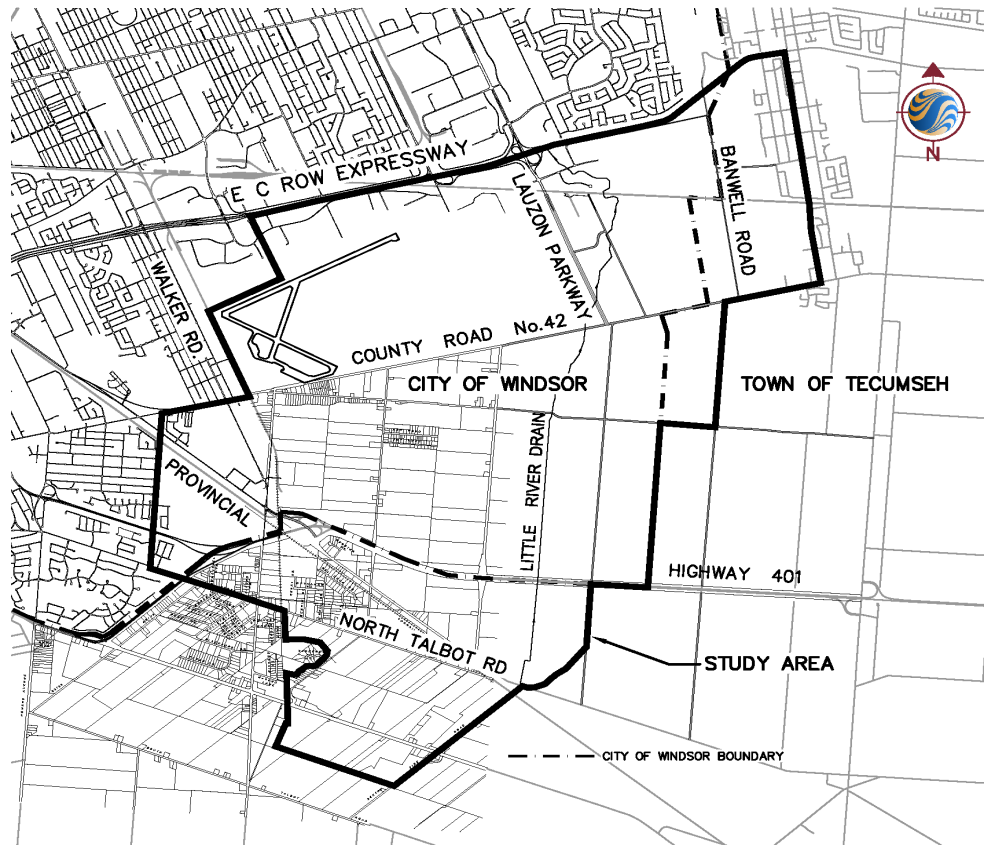 E C ROW EXPRESSWAY
BANWELL ROAD
N
LAUZON PARKWAY
WALKER RD.
COUNTY ROAD No.42
CITY OF WINDSOR
TOWN OF TECUMSEH
LITTLE RIVER DRAIN
PROVINCIAL
HIGHWAY 401
NORTH TALBOT RD
STUDY AREA
CITY OF WINDSOR BOUNDARY